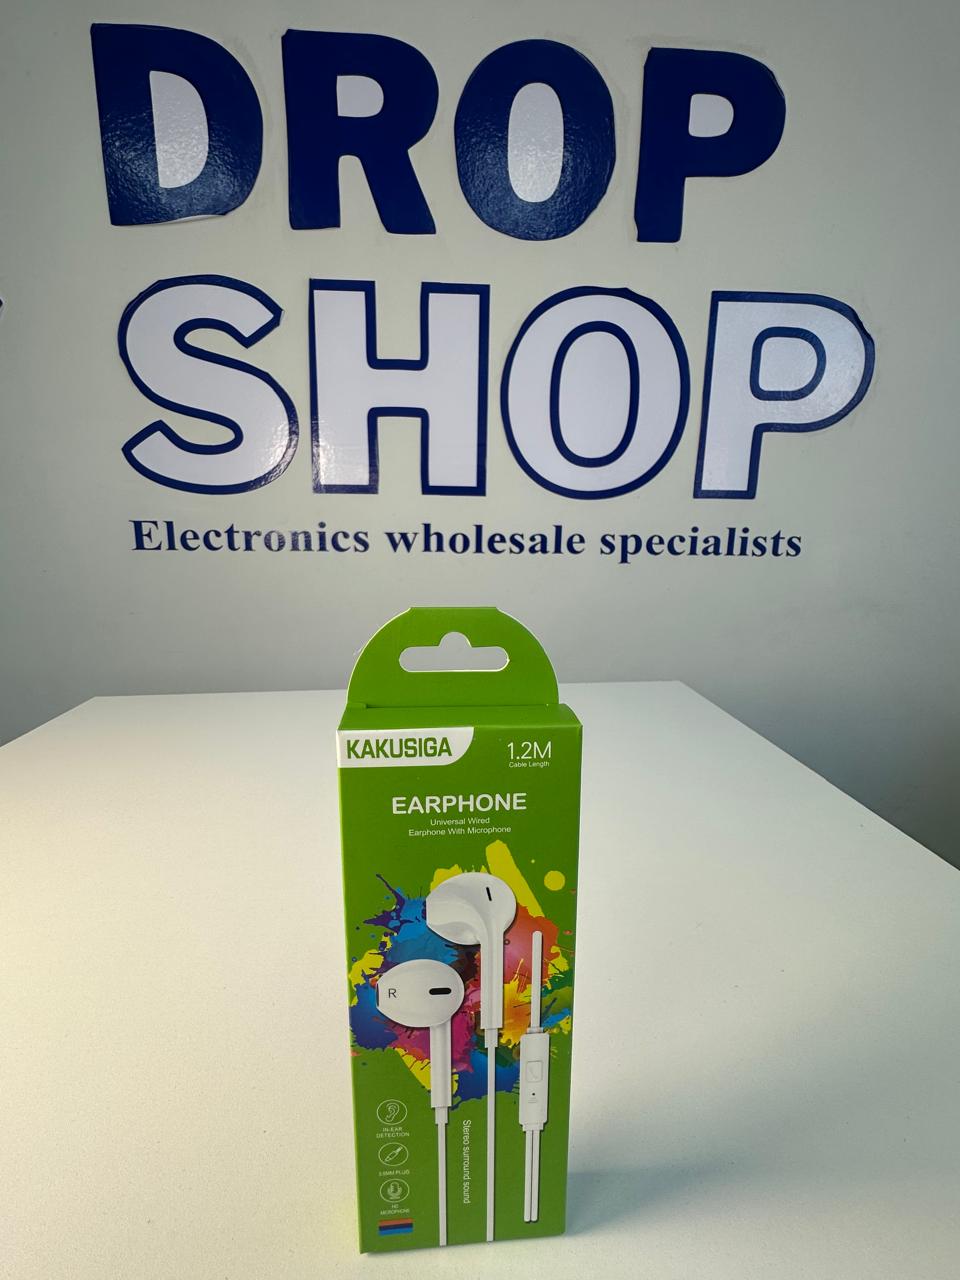 DROP
SHOP
Electronics wholesale specialists
KAKUSIGA
1.2M
Cable Length
EARPHONE
Universal Wired
Earphone With Microphone
R
IN-EAR
DETECTION
3.5MM PLUG
HD
MICROPHONE
Stereo surround sound